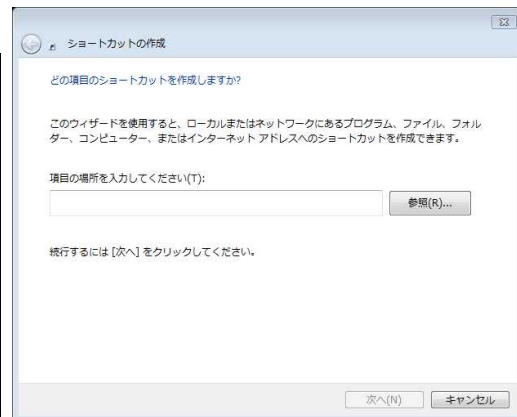 ショートカットの作成
どの項目のショートカットを作成しますか?
このウィザードを使用すると、ローカルまたはネットワークにあるプログラム、ファイル、フォル
ダー、コンピューター、またはインターネット アドレスへのショートカットを作成できます。
項目の場所を入力してください(T):
参照(R)...
続行するには [次へ] をクリックしてください。
次へ(N) キャンセル